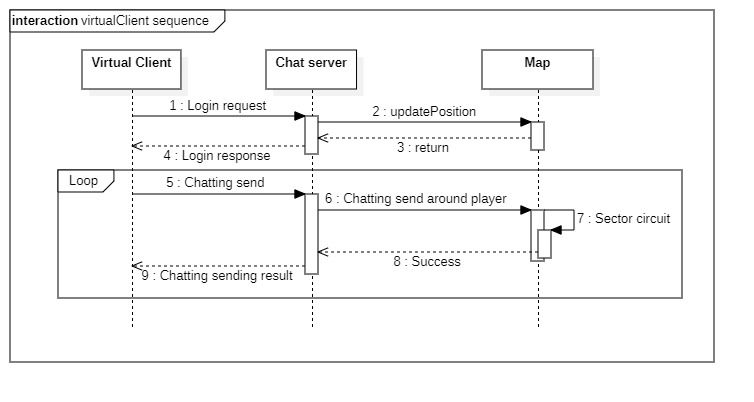 interaction virtualClient sequence
Virtual Client
Chat server
Map
1 : Login request
2 : updatePosition
3 : return
4 : Login response
Loop
5 : Chatting send
6 : Chatting send around player
7 : Sector circuit
8 : Success
9 : Chatting sending result